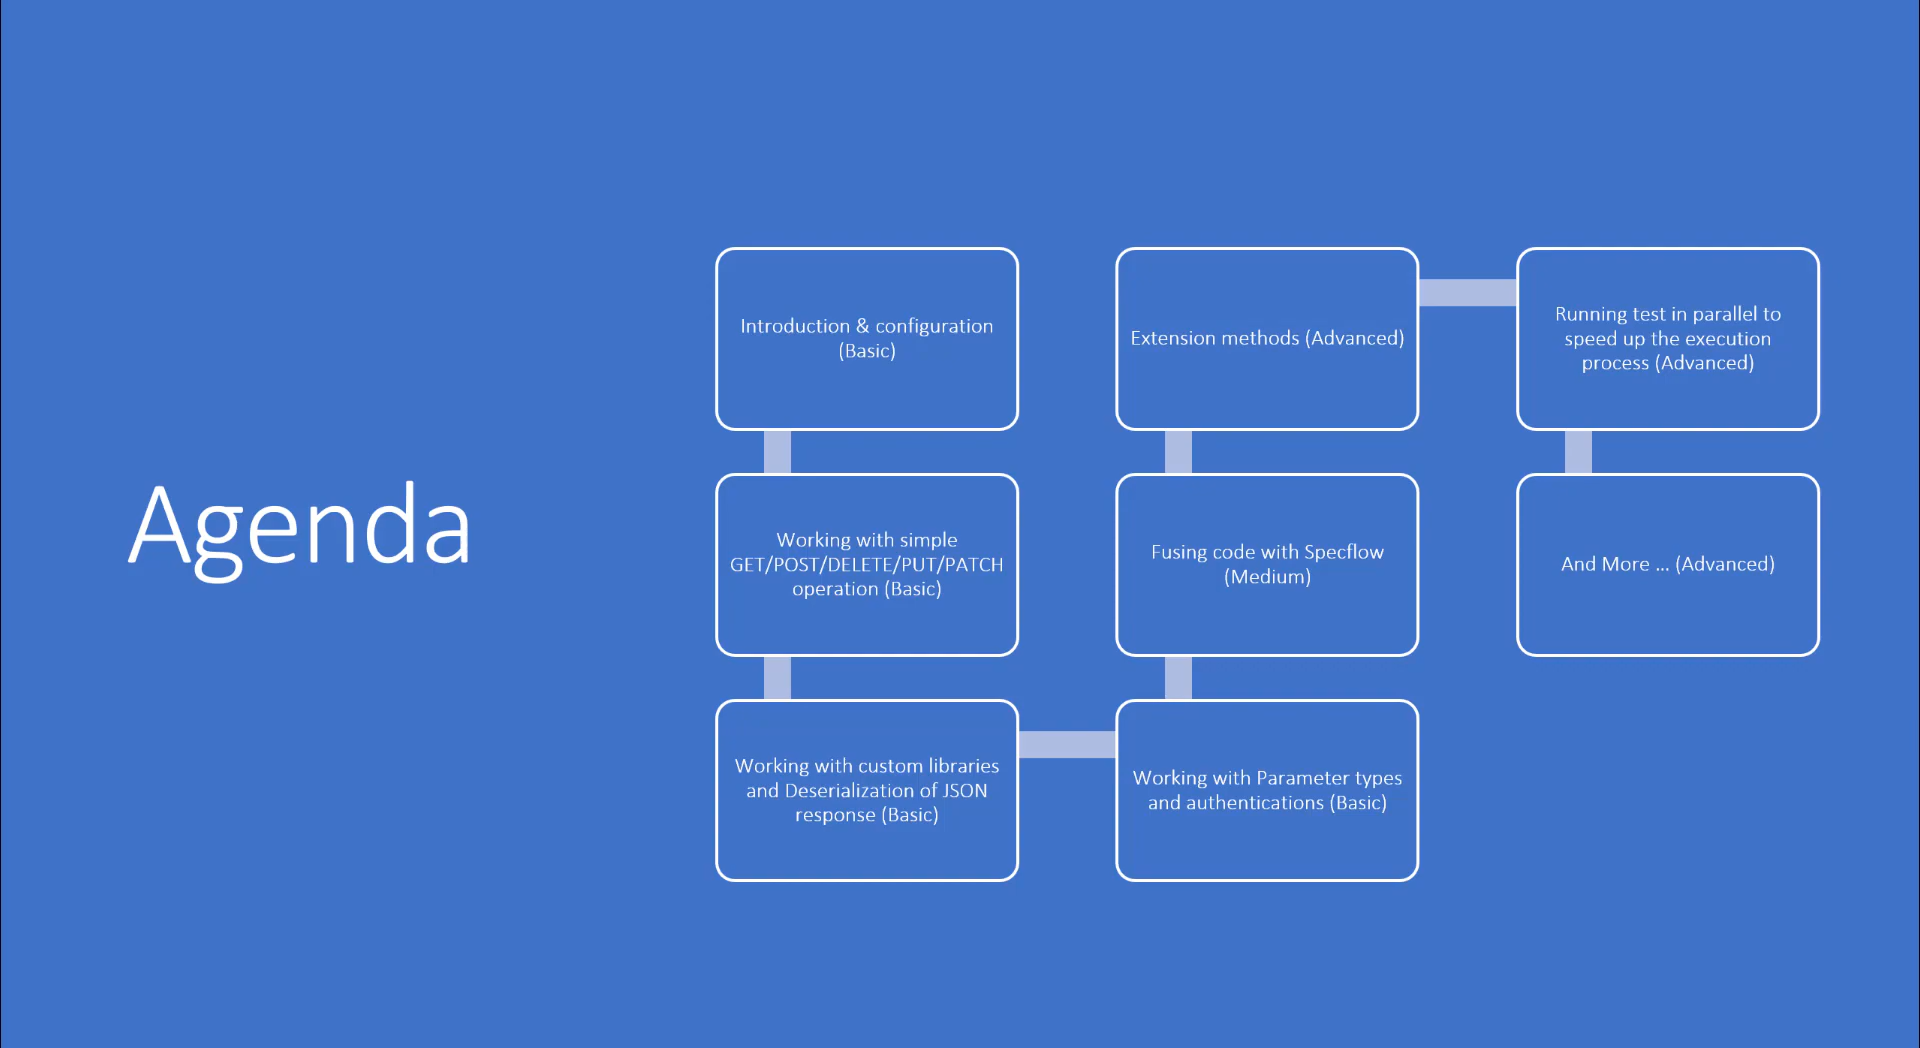 Agenda
Introduction & configuration
(Basic)
Working with simple
GET/POST/DELETE/PUT/PATCH
operation (Basic)
Working with custom libraries
and Deserialization of JSON
response (Basic)
Working with Parameter types
and authentications (Basic)
Fusing code with Specflow
(Medium)
Extension methods (Advanced)
Running test in parallel to
speed up the execution
process (Advanced)
And More ... (Advanced)